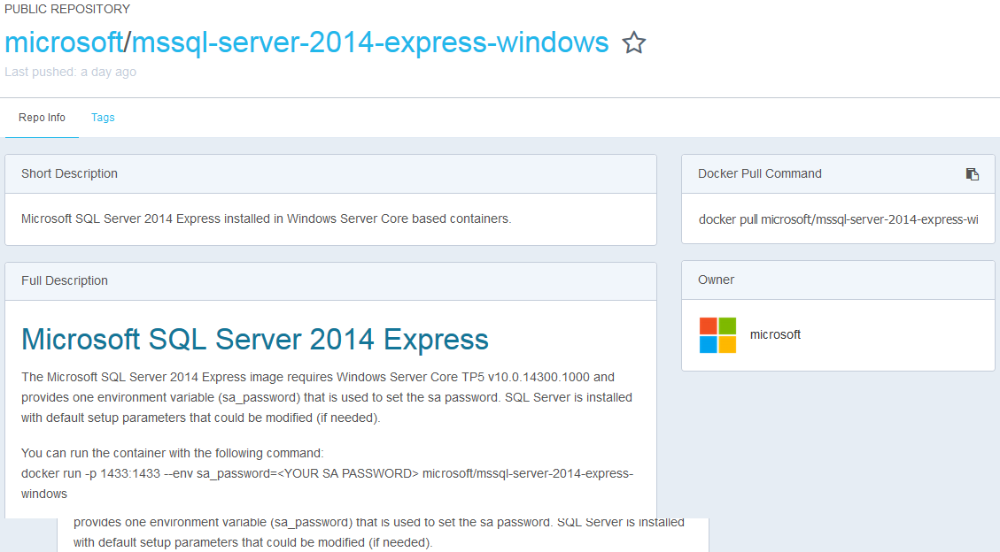 PUBLIC REPOSITORY
microsoft/mssql-server-2014-express-windows
Last pushed: a day ago
Repo Info
Tags
Short Description
Microsoft SQL Server 2014 Express installed in Windows Server Core based containers.
Docker Pull Command
docker pull microsoft/mssql-server-2014-express-wi
Full Description
Microsoft SQL Server 2014 Express
The Microsoft SQL Server 2014 Express image requires Windows Server Core TP5 v10.0.14300.1000 and
provides one environment variable (sa_password) that is used to set the sa password. SQL Server is installed
with default setup parameters that could be modified (if needed).
You can run the container with the following command:
docker run -p 1433:1433 --env sa_password=<YOUR SA PASSWORD> microsoft/mssql-server-2014-express-
windows
Owner
microsoft
provides one environment variable (sa_password) that is used to set the sa password. SQL Server is installed
with default setup parameters that could be modified (if needed).